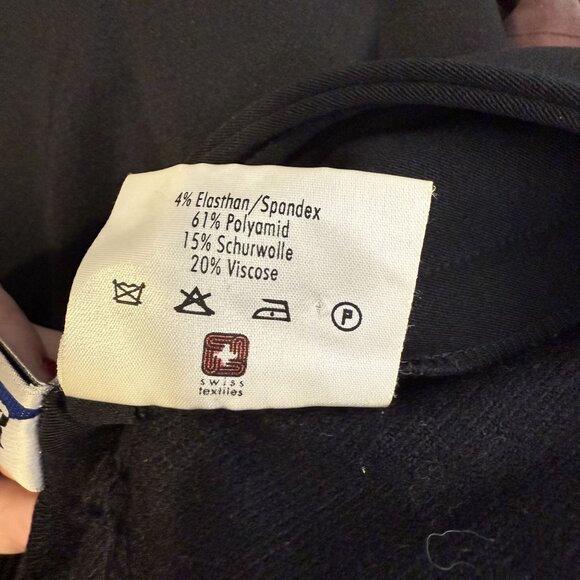 4% Elasthan/Spandex
61% Polyamid
15% Schurwolle
20% Viscose
P
swiss
textiles